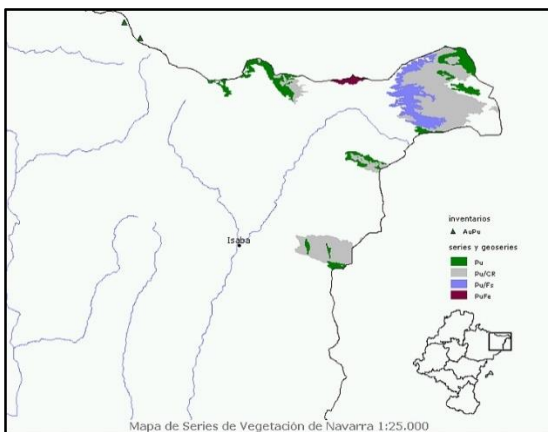 Isaba
inventarios
AsPu
series y geoseries
Pu
Pu/CR
Pu/Fs
PuFe
Mapa de Series de Vegetación de Navarra 1:25.000